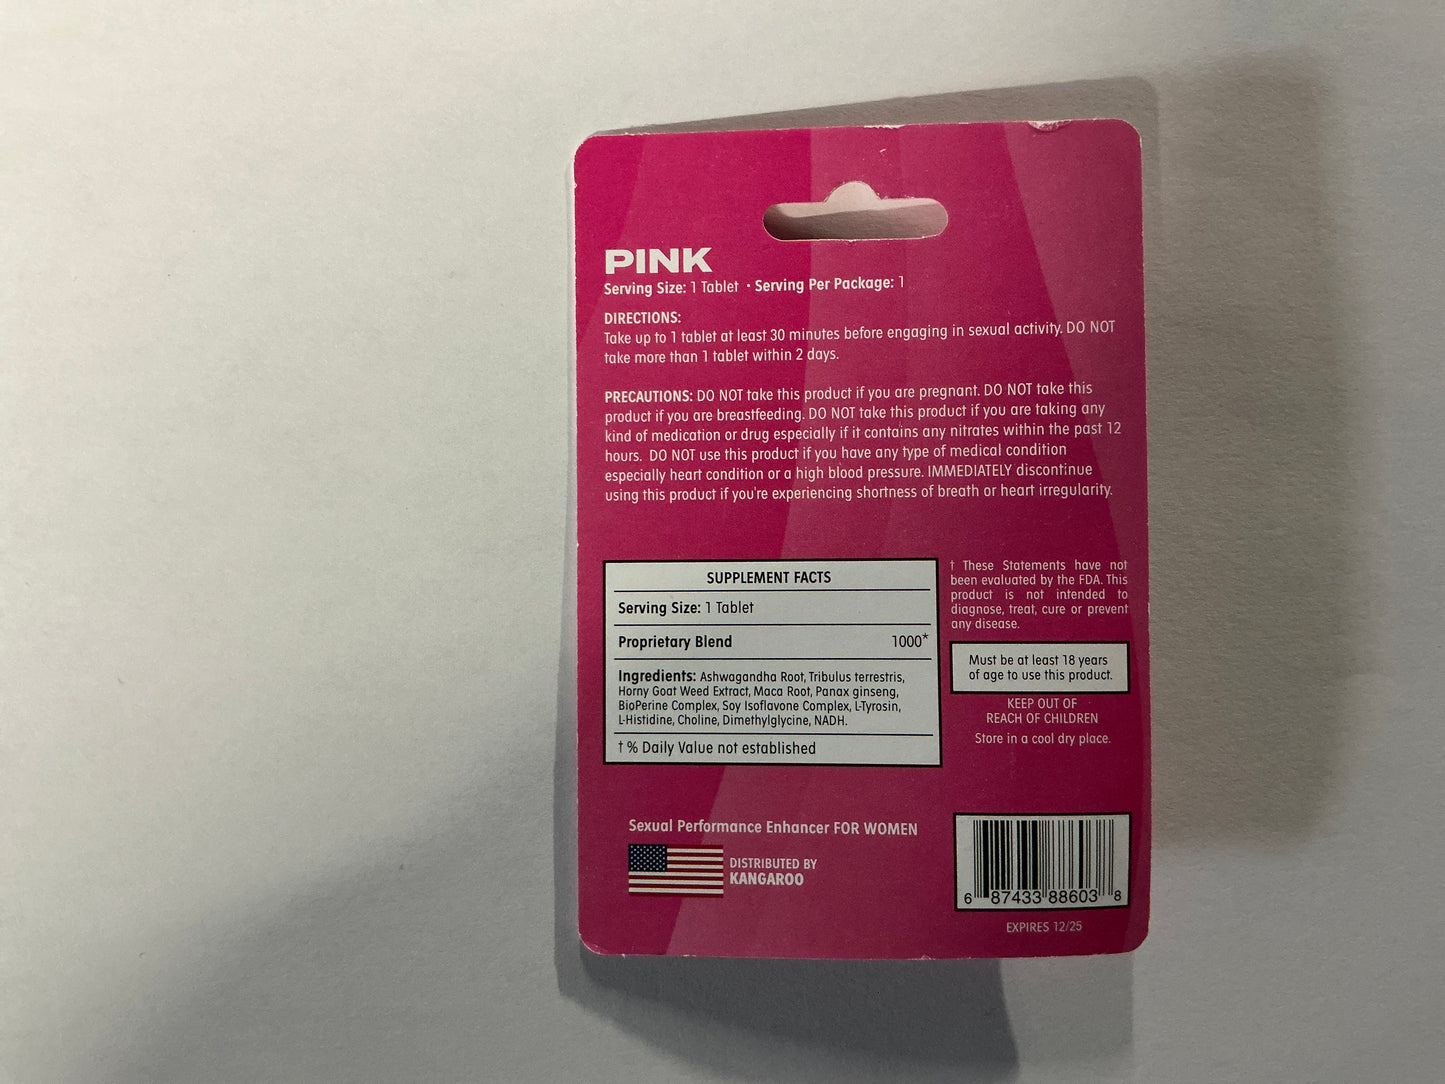 PINK
Serving Size: 1 Tablet • Serving Per Package: 1
DIRECTIONS:
Take up to 1 tablet at least 30 minutes before engaging in sexual activity. DO NOT
take more than 1 tablet within 2 days.
PRECAUTIONS: DO NOT take this product if you are pregnant. DO NOT take this
product if you are breastfeeding. DO NOT take this product if you are taking any
kind of medication or drug especially if it contains any nitrates within the past 12
hours. DO NOT use this product if you have any type of medical condition
especially heart condition or a high blood pressure. IMMEDIATELY discontinue
using this product if you're experiencing shortness of breath or heart irregularity.
SUPPLEMENT FACTS
Serving Size: 1 Tablet
Proprietary Blend 1000*
Ingredients: Ashwagandha Root, Tribulus terrestris,
Horny Goat Weed Extract, Maca Root, Panax ginseng,
BioPerine Complex, Soy Isoflavone Complex, L-Tyrosin,
L-Histidine, Choline, Dimethylglycine, NADH.
† % Daily Value not established
† These Statements have not
been evaluated by the FDA. This
product is not intended to
diagnose, treat, cure or prevent
any disease.
Must be at least 18 years
of age to use this product.
KEEP OUT OF
REACH OF CHILDREN
Store in a cool dry place.
Sexual Performance Enhancer FOR WOMEN
DISTRIBUTED BY
KANGAROO
6 87433 88603 8
EXPIRES 12/25